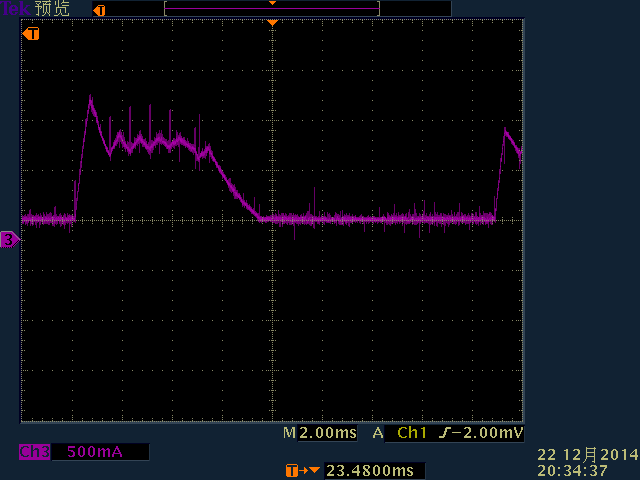 Tek 预览
T
T
3
M 2.00ms A Ch1 ∫ −2.00mV
Ch3 500mA
T→▼ 23.4800ms
22 12月 2014
20:34:37